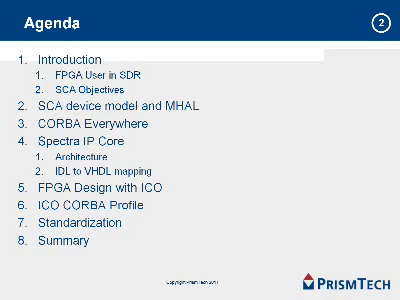 Agenda
2
1. Introduction
1. FPGA User in SDR
2. SCA Objectives
2. SCA device model and MHAL
3. CORBA Everywhere
4. Spectra IP Core
1. Architecture
2. IDL to VHDL mapping
5. FPGA Design with ICO
6. ICO CORBA Profile
7. Standardization
8. Summary
Copyright PrismTech
PRISMTECH